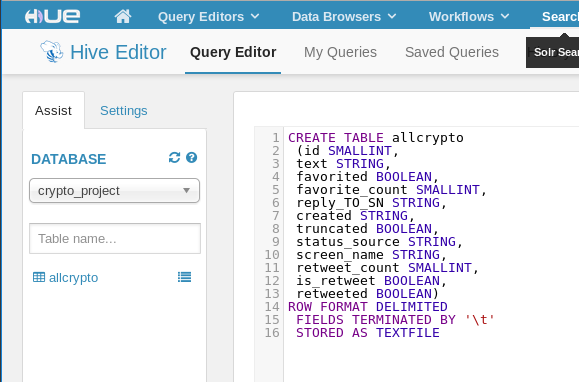 HUE Query Editors Data Browsers Workflows Search
Hive Editor Query Editor My Queries Saved Queries
Solr Sea
Assist Settings
DATABASE
crypto_project
Table name...
allcrypto
1 CREATE TABLE allcrypto
2 (id SMALLINT,
3 text STRING,
4 favorited BOOLEAN,
5 favorite_count SMALLINT,
6 reply_TO_SN STRING,
7 created STRING,
8 truncated BOOLEAN,
9 status_source STRING,
10 screen_name STRING,
11 retweet_count SMALLINT,
12 is_retweet BOOLEAN,
13 retweeted BOOLEAN)
14 ROW FORMAT DELIMITED
15 FIELDS TERMINATED BY '\t'
16 STORED AS TEXTFILE